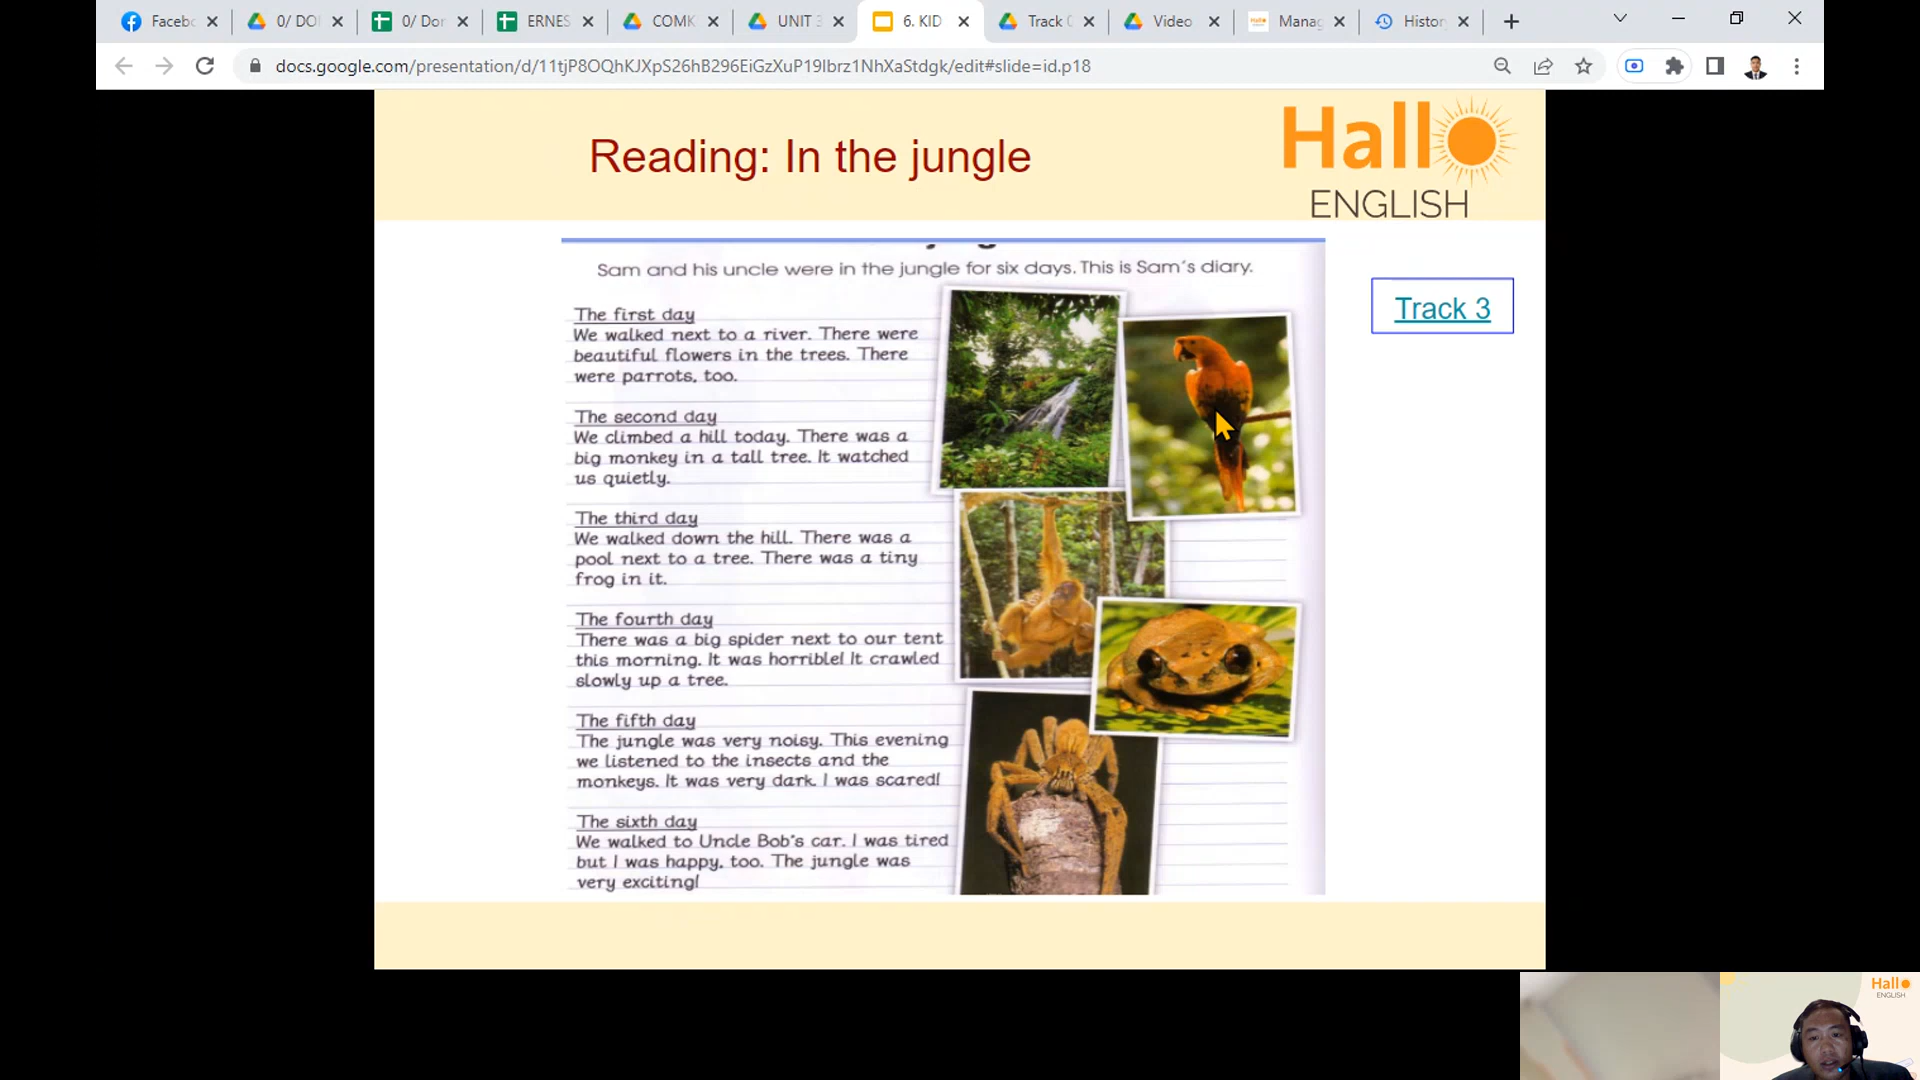 Faceb
0/ DO
0/ Dor
ERNES
COMK
UNIT 3
6. KID
Track
Video
Manag
Histor
docs.google.com/presentation/d/11tjP8OQhKJXpS26hB296EiGzXuP19Ibrz1NhXaStdgk/edit#slide=id.p18
Reading: In the jungle
Hallo
ENGLISH
Sam and his uncle were in the jungle for six days. This is Sam's diary.
Track 3
The first day
We walked next to a river. There were
beautiful flowers in the trees. There
were parrots, too.
The second day
We climbed a hill today. There was a
big monkey in a tall tree. It watched
us quietly.
The third day
We walked down the hill. There was a
pool next to a tree. There was a tiny
frog in it.
The fourth day
There was a big spider next to our tent
this morning. It was horrible! It crawled
slowly up a tree.
The fifth day
The jungle was very noisy. This evening
we listened to the insects and the
monkeys. It was very dark. I was scared!
The sixth day
We walked to Uncle Bob's car. I was tired
but I was happy, too. The jungle was
very exciting!
Hallo
ENGLISH